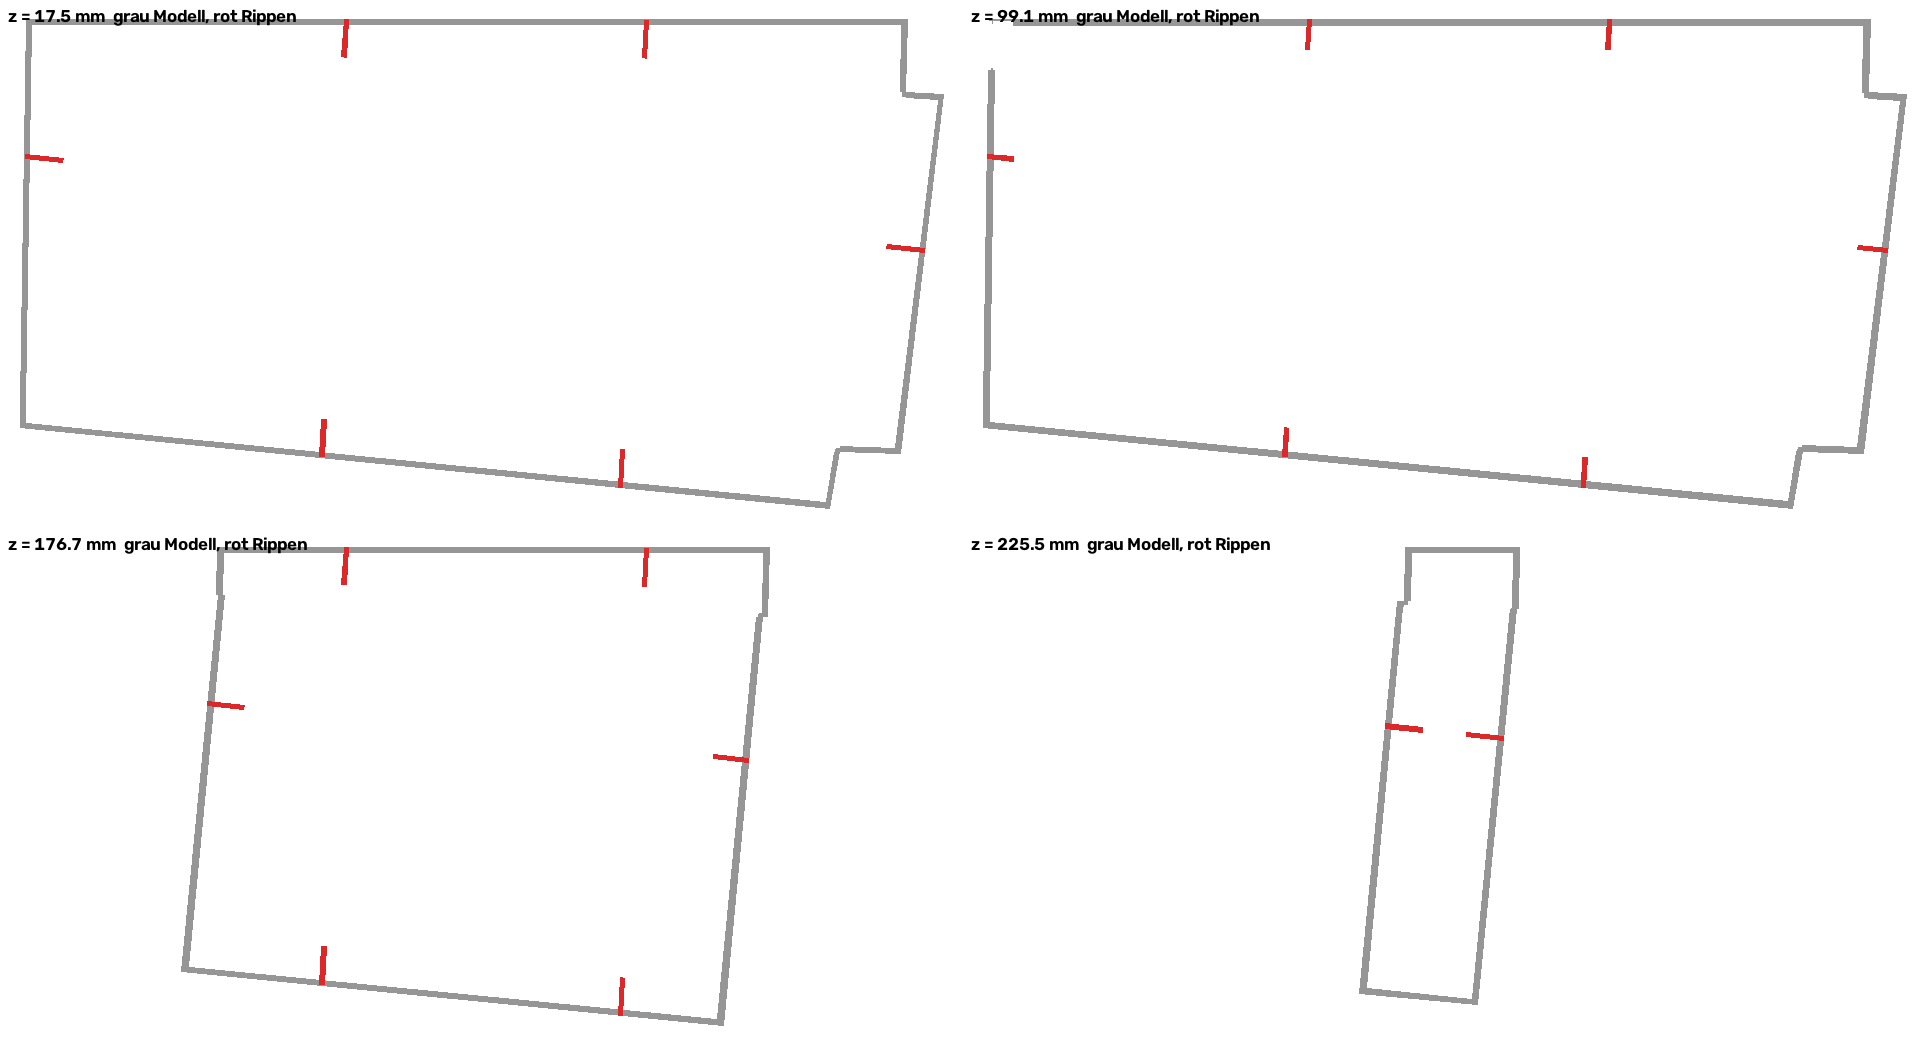 z = 17.5 mm  grau Modell, rot Rippen
z = 99.1 mm  grau Modell, rot Rippen
z = 176.7 mm  grau Modell, rot Rippen
z = 225.5 mm  grau Modell, rot Rippen